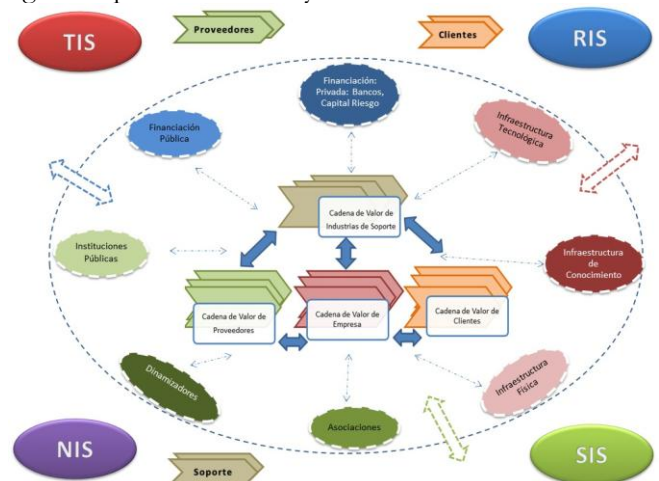 TIS
Proveedores
Clientes
RIS
Financiación:
Privada: Bancos,
Capital Riesgo
Financiación
Pública
Infraestructura
Tecnológica
Cadena de Valor de
Industrias de Soporte
Instituciones
Públicas
Infraestructura
de
Conocimiento
Cadena de Valor de
Proveedores
Cadena de Valor de
Empresa
Cadena de Valor de
Clientes
Dinamizadores
Asociaciones
Infraestructura
Física
NIS
Soporte
SIS